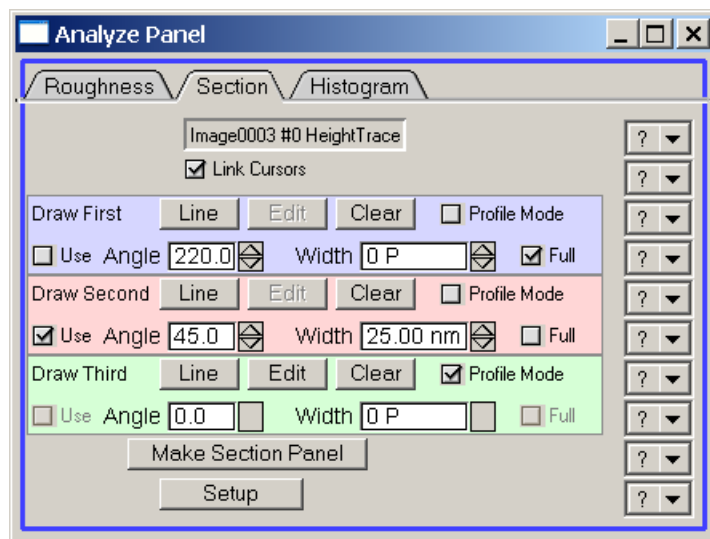 Analyze Panel
Roughness Section Histogram
Image0003 #0 HeightTrace
?
Link Cursors
?
Draw First Line Edit Clear Profile Mode
?
Use Angle 220.0 Width 0 P Full
?
Draw Second Line Edit Clear Profile Mode
?
Use Angle 45.0 Width 25.00 nm Full
?
Draw Third Line Edit Clear Profile Mode
?
Use Angle 0.0 Width 0 P Full
?
Make Section Panel
?
Setup
?